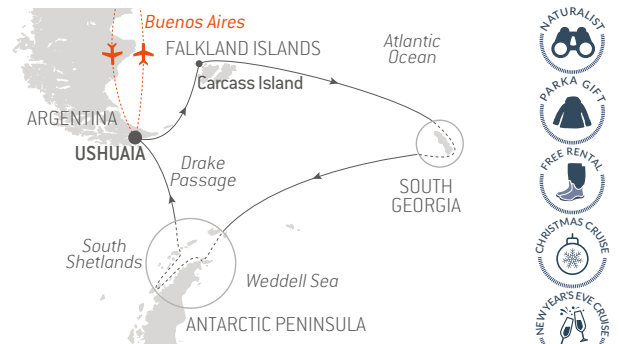 Buenos Aires
FALKLAND ISLANDS
Atlantic
Ocean
Carcass Island
ARGENTINA
USHUAIA
Drake
Passage
SOUTH
GEORGIA
South
Shetlands
Weddell Sea
ANTARCTIC PENINSULA
NATURALIST
PARKA GIFT
FREE RENTAL
CHRISTMAS CRUISE
NEW YEAR'S EVE CRUISE